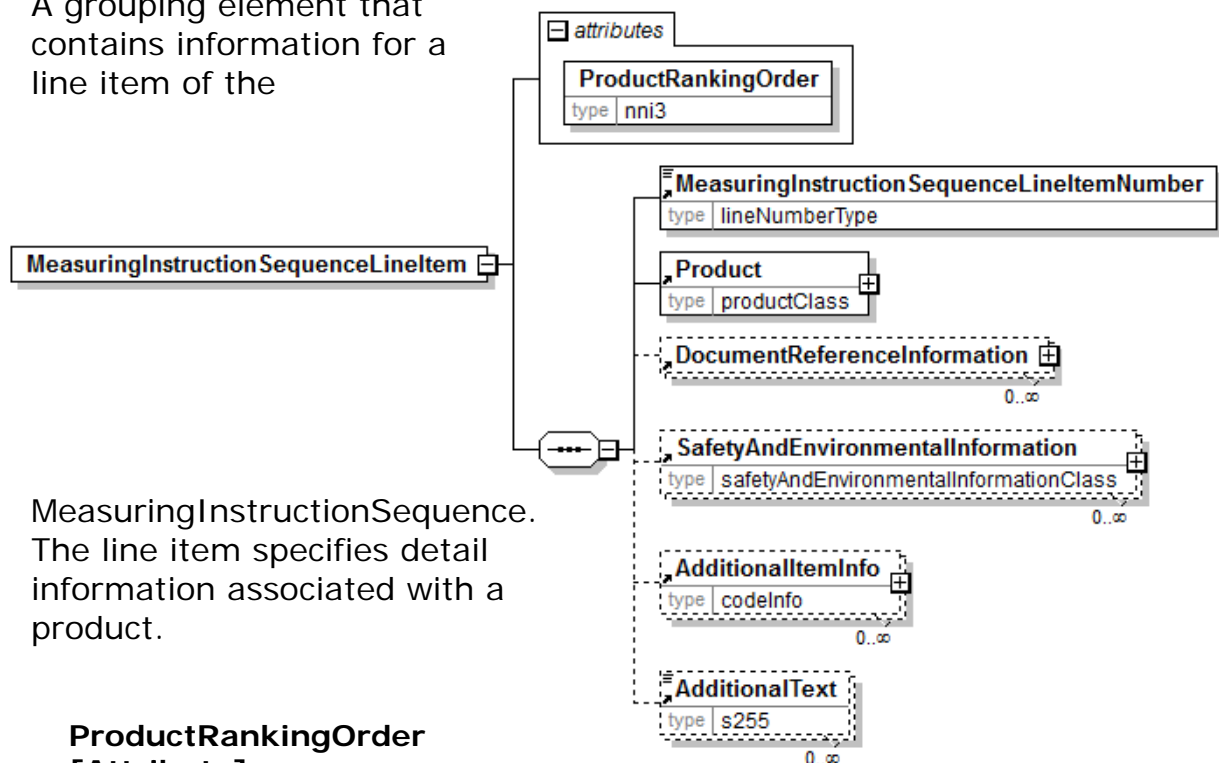 A grouping element that
contains information for a
line item of the
attributes
ProductRankingOrder
type nni3
MeasuringInstructionSequenceLineItem
MeasuringInstructionSequenceLineItemNumber
type lineNumberType
Product
type productClass
DocumentReferenceInformation
0..∞
SafetyAndEnvironmentalInformation
type safetyAndEnvironmentalInformationClass
0..∞
AdditionalItemInfo
type codeInfo
0..∞
AdditionalText
type s255
0..∞
MeasuringInstructionSequence.
The line item specifies detail
information associated with a
product.
ProductRankingOrder
[Attribute]